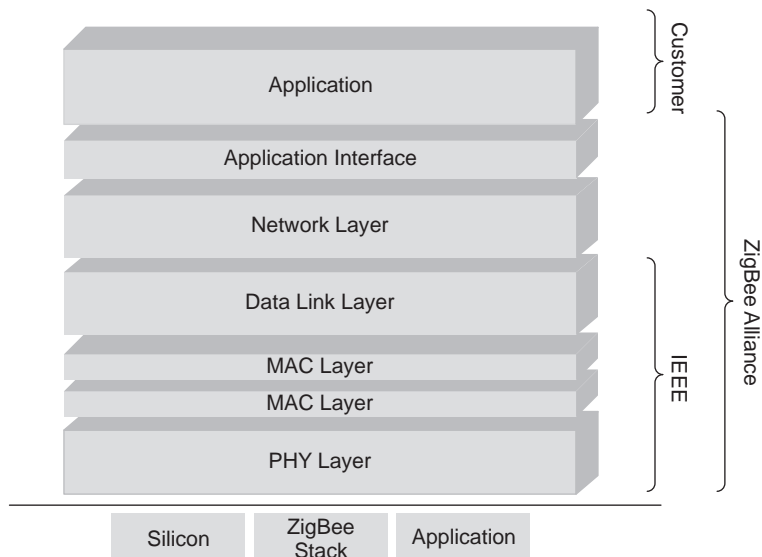 Application
Application Interface
Network Layer
Data Link Layer
MAC Layer
MAC Layer
PHY Layer
Customer
IEEE
ZigBee Alliance
Silicon
ZigBee
Stack
Application